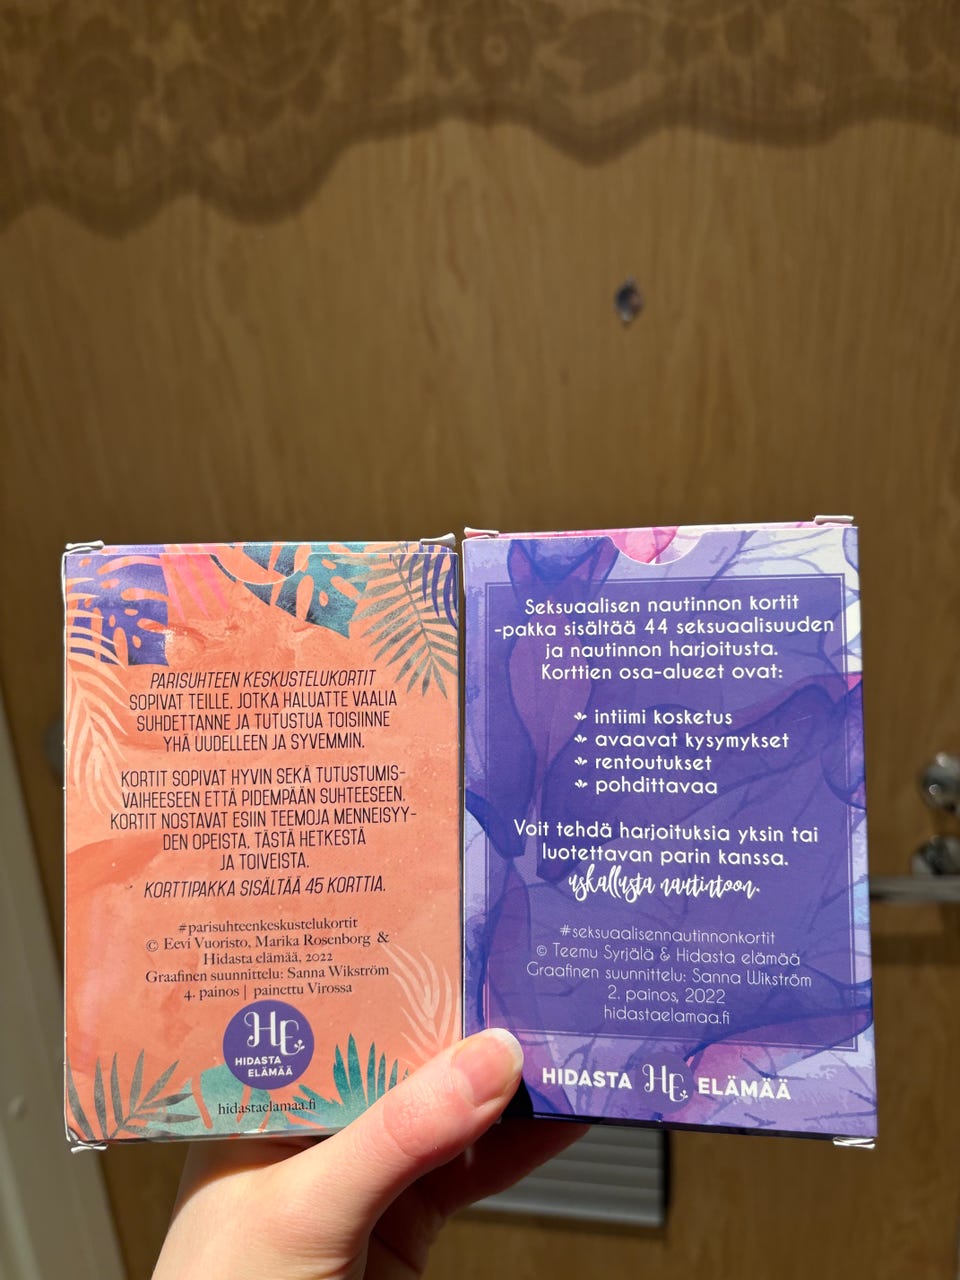 PARISUHTEEN KESKUSTELUKORTIT
SOPIVAT TEILLE, JOTKA HALUATTE VAALIA
SUHDETTANNE JA TUTUSTUA TOISIINNE
YHÄ UUDELLEEN JA SYVEMMIN.
KORTIT SOPIVAT HYVIN SEKÄ TUTUSTUMIS-
VAIHEESEEN ETTÄ PIDEMPÄÄN SUHTEESEEN.
KORTIT NOSTAVAT ESIIN TEEMOJA MENNEISYY-
DEN OPEISTA, TÄSTÄ HETKESTÄ
JA TOIVEISTA.
KORTTIPAKKA SISÄLTÄÄ 45 KORTTIA.
#parisuhteenkeskustelukortit
© Eevi Vuoristo, Marika Rosenborg &
Hidasta elämää, 2022
Graafinen suunnittelu: Sanna Wikström
4. painos | painettu Virossa
HE
HIDASTA
ELÄMÄÄ
hidastaelamaa.fi
Seksuaalisen nautinnon kortit
-pakka sisältää 44 seksuaalisuuden
ja nautinnon harjoitusta.
Korttien osa-alueet ovat:
intiimi kosketus
avaavat kysymykset
rentoutukset
pohdittavaa
Voit tehdä harjoituksia yksin tai
luotettavan parin kanssa.
uskallusta nautintoon.
#seksuaalisennautinnonkortit
© Teemu Syrjälä & Hidasta elämää
Graafinen suunnittelu: Sanna Wikström
2. painos, 2022
hidastaelamaa.fi
HIDASTA HE ELÄMÄÄ